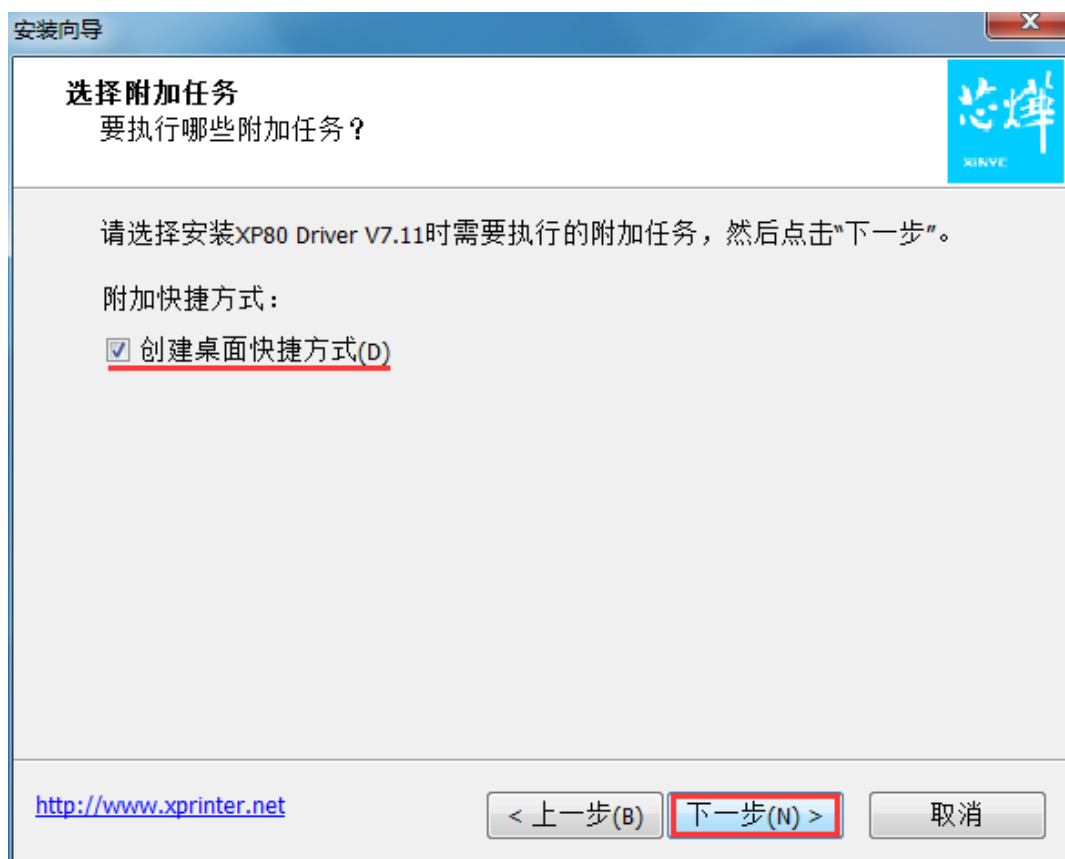 安装向导
x
选择附加任务
要执行哪些附加任务？
芯烨
XINYE
请选择安装XP80 Driver V7.11时需要执行的附加任务，然后点击“下一步”。
附加快捷方式：
创建桌面快捷方式(D)
http://www.xprinter.net
< 上一步(B)
下一步(N) >
取消